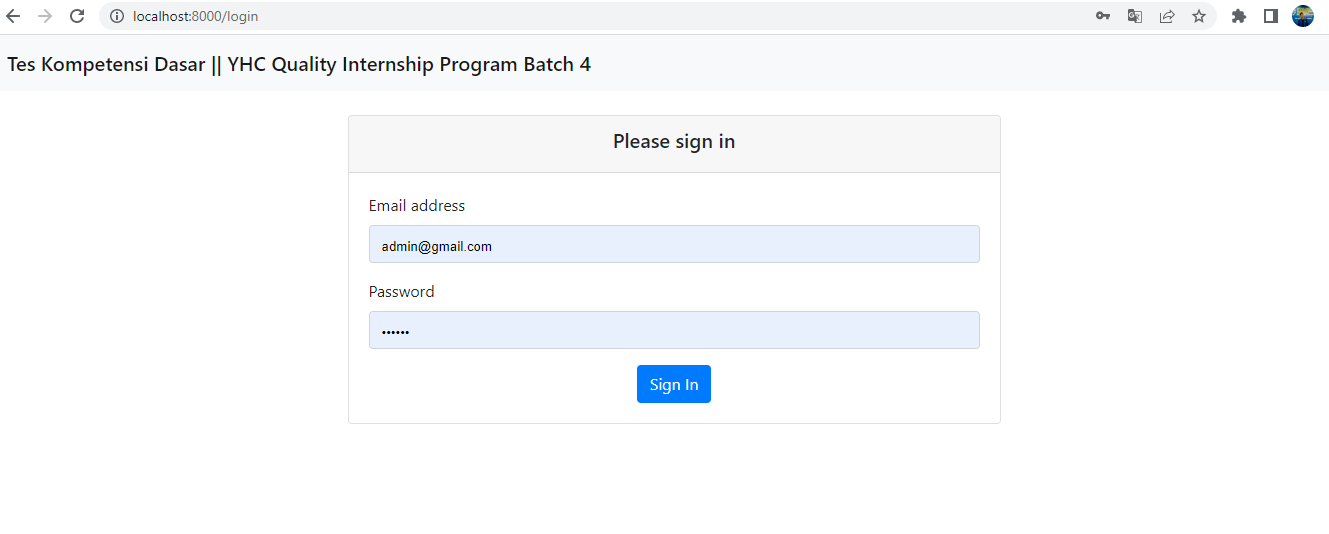 localhost:8000/login
Tes Kompetensi Dasar || YHC Quality Internship Program Batch 4
Please sign in
Email address
admin@gmail.com
Password
••••••
Sign In